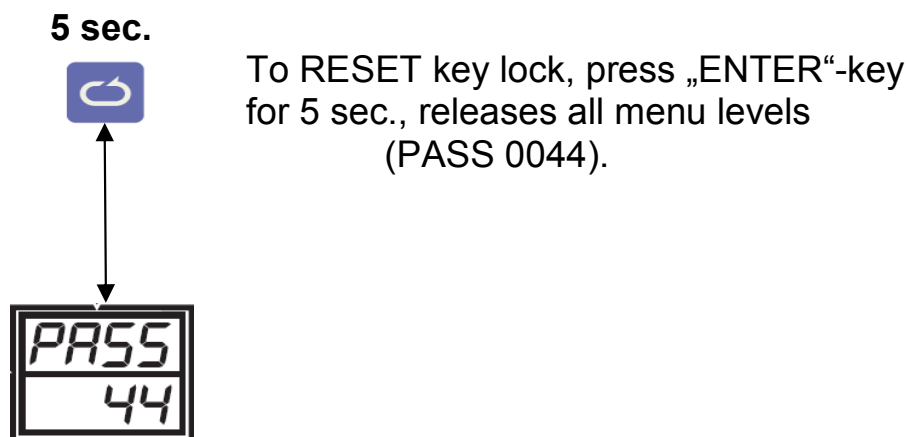 5 sec.
To RESET key lock, press „ENTER“-key
for 5 sec., releases all menu levels
(PASS 0044).
PASS
44